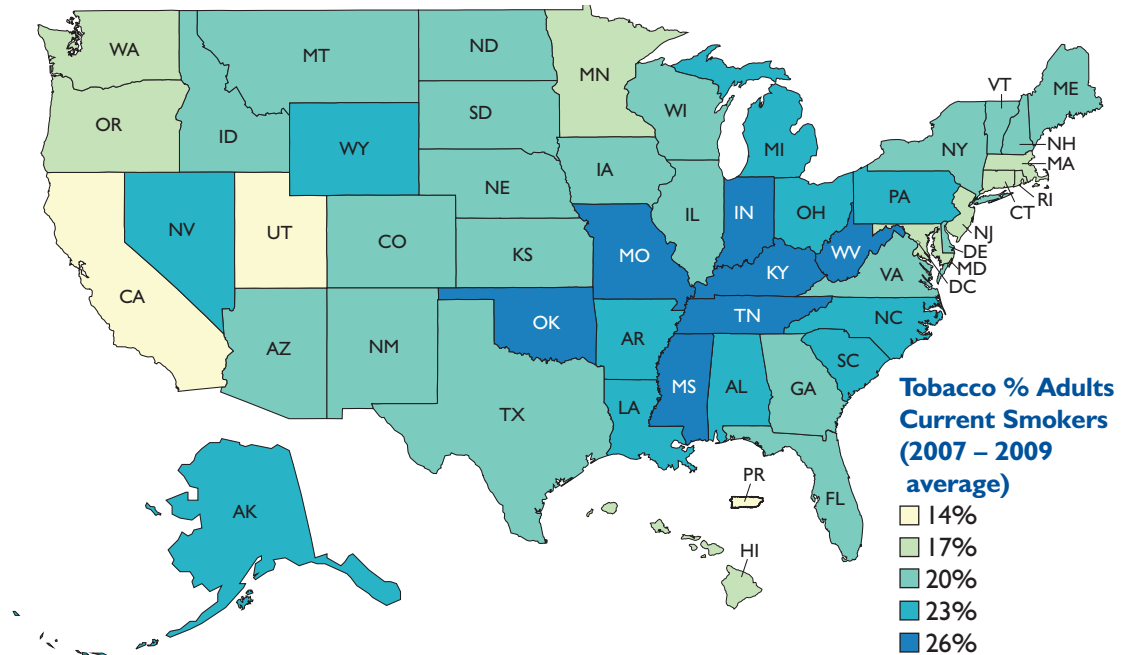 WA
MT
ND
MN
VT
ME
OR
ID
SD
WI
NY
NH
MA
WY
MI
IA
NE
PA
RI
CT
NV
UT
CO
IL
IN
OH
NJ
DE
MD
DC
KS
MO
WV
KY
VA
CA
OK
TN
NC
AZ
NM
AR
SC
MS
AL
GA
TX
LA
PR
FL
AK
HI
Tobacco % Adults
Current Smokers
(2007 – 2009
average)
14%
17%
20%
23%
26%